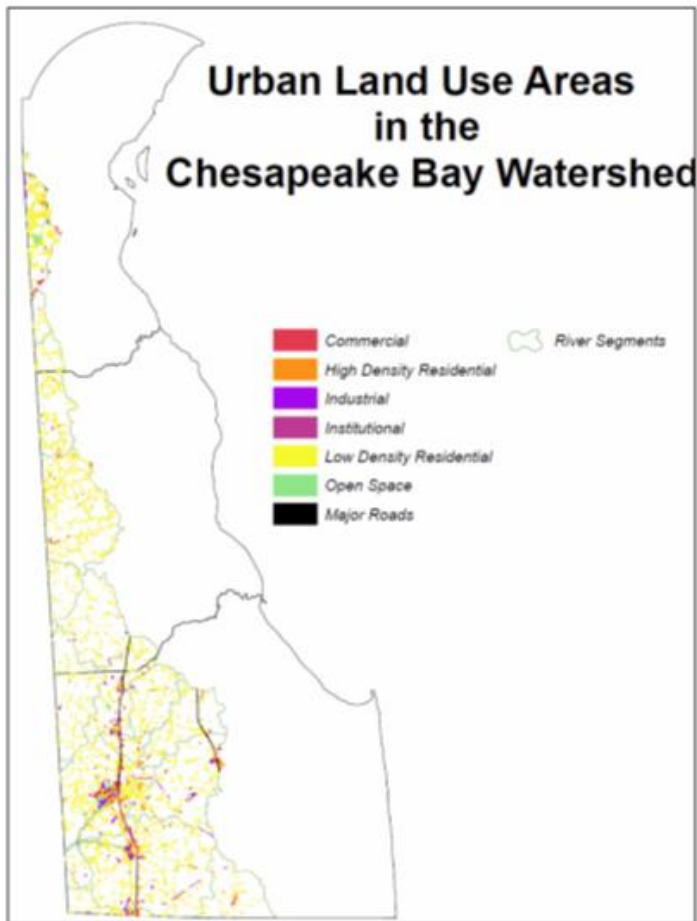 Urban Land Use Areas
in the
Chesapeake Bay Watershed
Commercial
High Density Residential
Industrial
Institutional
Low Density Residential
Open Space
Major Roads
River Segments